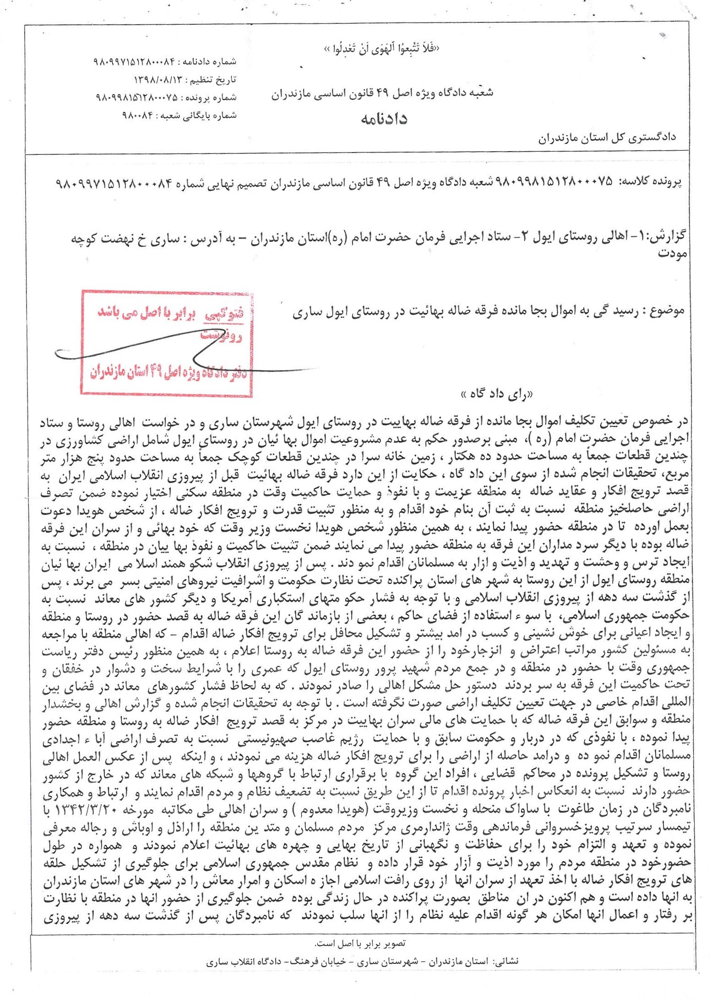 «فَلاَ تَتَّبِعوُا اَلهَوَی اَنْ تَعْدِلُوا »
شماره دادنامه : ۹۸۰۹۹۷۱۵۱۲۸۰۰۰۸۴
تاریخ تنظیم : ۱۳۹۸/۰۸/۱۳
شماره پرونده : ۹۸۰۹۹۸۱۵۱۲۸۰۰۰۷۵
شماره بایگانی شعبه : ۹۸۰۰۸۴
شعبه دادگاه ویژه اصل ۴۹ قانون اساسی مازندران
دادنامه
دادگستری کل استان مازندران
پرونده کلاسه: ۹۸۰۹۹۸۱۵۱۲۸۰۰۰۷۵ شعبه دادگاه ویژه اصل ۴۹ قانون اساسی مازندران تصمیم نهایی شماره ۹۸۰۹۹۷۱۵۱۲۸۰۰۰۸۴
گزارش:۱- اهالی روستای ایول ۲- ستاد اجرایی فرمان حضرت امام (ره)استان مازندران – به آدرس : ساری خ نهضت کوچه
مودت
موضوع : رسید گی به اموال بجا مانده فرقه ضاله بهائیت در روستای ایول ساری
فتوکپی برابر با اصل می باشد
رونوشت
دفتر دادگاه ویژه اصل ۴۹ استان مازندران
«رای داد گاه »
در خصوص تعیین تکلیف اموال بجا مانده از فرقه ضاله بهاییت در روستای ایول شهرستان ساری و در خواست اهالی روستا و ستاد
اجرایی فرمان حضرت امام (ره )، مبنی برصدور حکم به عدم مشروعیت اموال بها ئیان در روستای ایول شامل اراضی کشاورزی در
چندین قطعات جمعاً به مساحت حدود ده هکتار ، زمین خانه سرا در چندین قطعات کوچک جمعاً به مساحت حدود پنج هزار متر
مربع، تحقیقات انجام شده از سوی این داد گاه ، حکایت از این دارد فرقه ضاله بهائیت قبل از پیروزی انقلاب اسلامی ایران به
قصد ترویج افکار و عقاید ضاله به منطقه عزیمت و با نفوذ و حمایت حاکمیت وقت در منطقه سکنی اختیار نموده ضمن تصرف
اراضی حاصلخیز منطقه نسبت به ثبت آن بنام خود اقدام و به منظور تثبیت قدرت و ترویج افکار ضاله ، از شخص هویدا دعوت
بعمل اورده تا در منطقه حضور پیدا نمایند ، به همین منظور شخص هویدا نخست وزیر وقت که خود بهائی و از سران این فرقه
ضاله بوده با دیگر سرد مداران این فرقه به منطقه حضور پیدا می نمایند ضمن تثبیت حاکمیت و نفوذ بها ییان در منطقه ، نسبت به
ایجاد ترس و وحشت و تهدید و اذیت و ازار به مسلمانان اقدام نمو دند . پس از پیروزی انقلاب شکو همند اسلا می ایران بها ئیان
منطقه روستای ایول از این روستا به شهر های استان پراکنده تحت نظارت حکومت و اشرافیت نیروهای امنیتی بسر می برند ، پس
از گذشت سه دهه از پیروزی انقلاب اسلامی و با توجه به فشار حکو متهای استکباری آمریکا و دیگر کشور های معاند نسبت به
حکومت جمهوری اسلامی، با سو ء استفاده از فضای حاکم ، بعضی از بازماند گان این فرقه ضاله به قصد حضور در روستا و منطقه
و ایجاد اعیانی برای خوش نشینی و کسب در امد بیشتر و تشکیل محافل برای ترویج افکار ضاله اقدام – که اهالی منطقه با مراجعه
به مسئولین کشور مراتب اعتراض و انزجارخود را از حضور این فرقه ضاله به روستا اعلام ، به همین منظور رئیس دفتر ریاست
جمهوری وقت با حضور در منطقه و در جمع مردم شهید پرور روستای ایول که عمری را با شرایط سخت و دشوار در خفقان و
تحت حاکمیت این فرقه به سر بردند دستور حل مشکل اهالی را صادر نمودند . که به لحاظ فشار کشورهای معاند در فضای بین
المللی اقدام خاصی در جهت تعیین تکلیف اراضی صورت نگرفته است . با توجه به تحقیقات انجام شده و گزارش اهالی و بخشدار
منطقه و سوابق این فرقه ضاله که با حمایت های مالی سران بهاییت در مرکز به قصد ترویج افکار ضاله به روستا و منطقه حضور
پیدا نموده ، با نفوذی که در دربار و حکومت سابق و با حمایت رژیم غاصب صهیونیستی نسبت به تصرف اراضی آبا ء اجدادی
مسلمانان اقدام نمو ده و درامد حاصله از اراضی را برای ترویج افکار ضاله هزینه می نمودند ، و اینکه پس از عکس العمل اهالی
روستا و تشکیل پرونده در محاکم قضایی ، افراد این گروه با برقراری ارتباط با گروهها و شبکه های معاند که در خارج از کشور
حضور دارند نسبت به انعکاس اخبار پرونده اقدام تا از این طریق نسبت به تضعیف نظام و مردم اقدام نمایند و ارتباط و همکاری
نامبردگان در زمان طاغوت با ساواک منحله و نخست وزیروقت (هویدا معدوم ) و سران اهالی طی مکاتبه مورخه ۱۳۴۲/۳/۲۰ با
تیمسار سرتیب پرویزخسروانی فرماندهی وقت ژاندارمری مرکز مردم مسلمان و متد ین منطقه را اراذل و اوباش و رجاله معرفی
نموده و تعهد و التزام خود را برای حفاظت و نگهبانی از تاریخ بهایی و چهره های بهائیت اعلام نمودند و همواره در طول
حضورخود در منطقه مردم را مورد اذیت و آزار خود قرار داده و نظام مقدس جمهوری اسلامی برای جلوگیری از تشکیل حلقه
های ترویج افکار ضاله با اخذ تعهد از سران انها از روی رافت اسلامی اجاز ه اسکان و امرار معاش را در شهر های استان مازندران
به انها داده است و هم اکنون در ان مناطق بصورت پراکنده در حال زندگی بوده ضمن جلوگیری از حضور انها در منطقه با نظارت
بر رفتار و اعمال انها امکان هر گونه اقدام علیه نظام را از انها سلب نمودند که نامبردگان پس از گذشت سه دهه از پیروزی
تصویر برابر با اصل است.
نشانی: استان مازندران – شهرستان ساری – خیابان فرهنگ– دادگاه انقلاب ساری